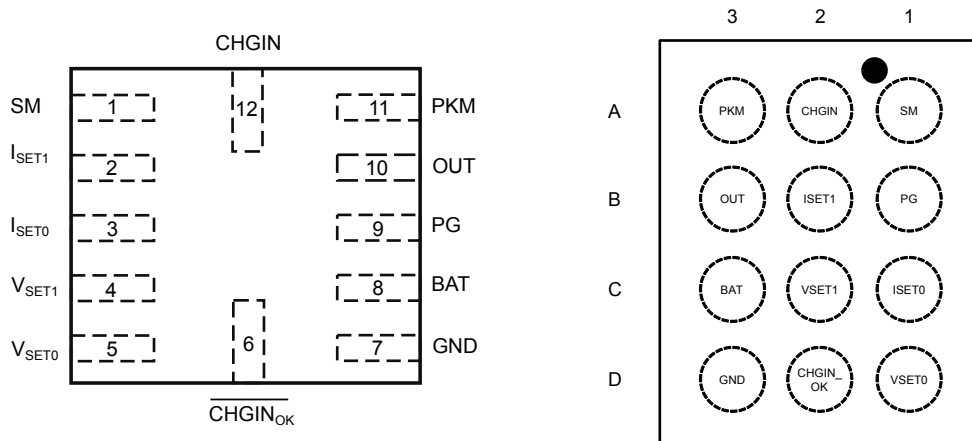 CHGIN
SM 1 12 11 PKM
ISET1 2 10 OUT
ISET0 3 9 PG
VSET1 4 8 BAT
VSET0 5 6 7 GND
CHGINOK
3 2 1
A PKM CHGIN SM
B OUT ISET1 PG
C BAT VSET1 ISET0
D GND CHGIN_ VSET0
OK